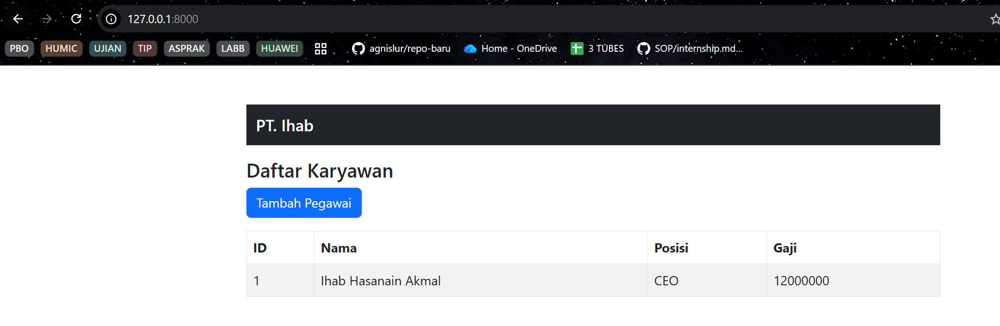 127.0.0.1:8000
PBO HUMIC UJIAN TIP ASPRAK LABB HUAWEI agnislur/repo-baru Home - OneDrive 3 TUBES SOP/internship.md...
PT. Ihab
Daftar Karyawan
Tambah Pegawai
ID Nama Posisi Gaji
1 Ihab Hasanain Akmal CEO 12000000